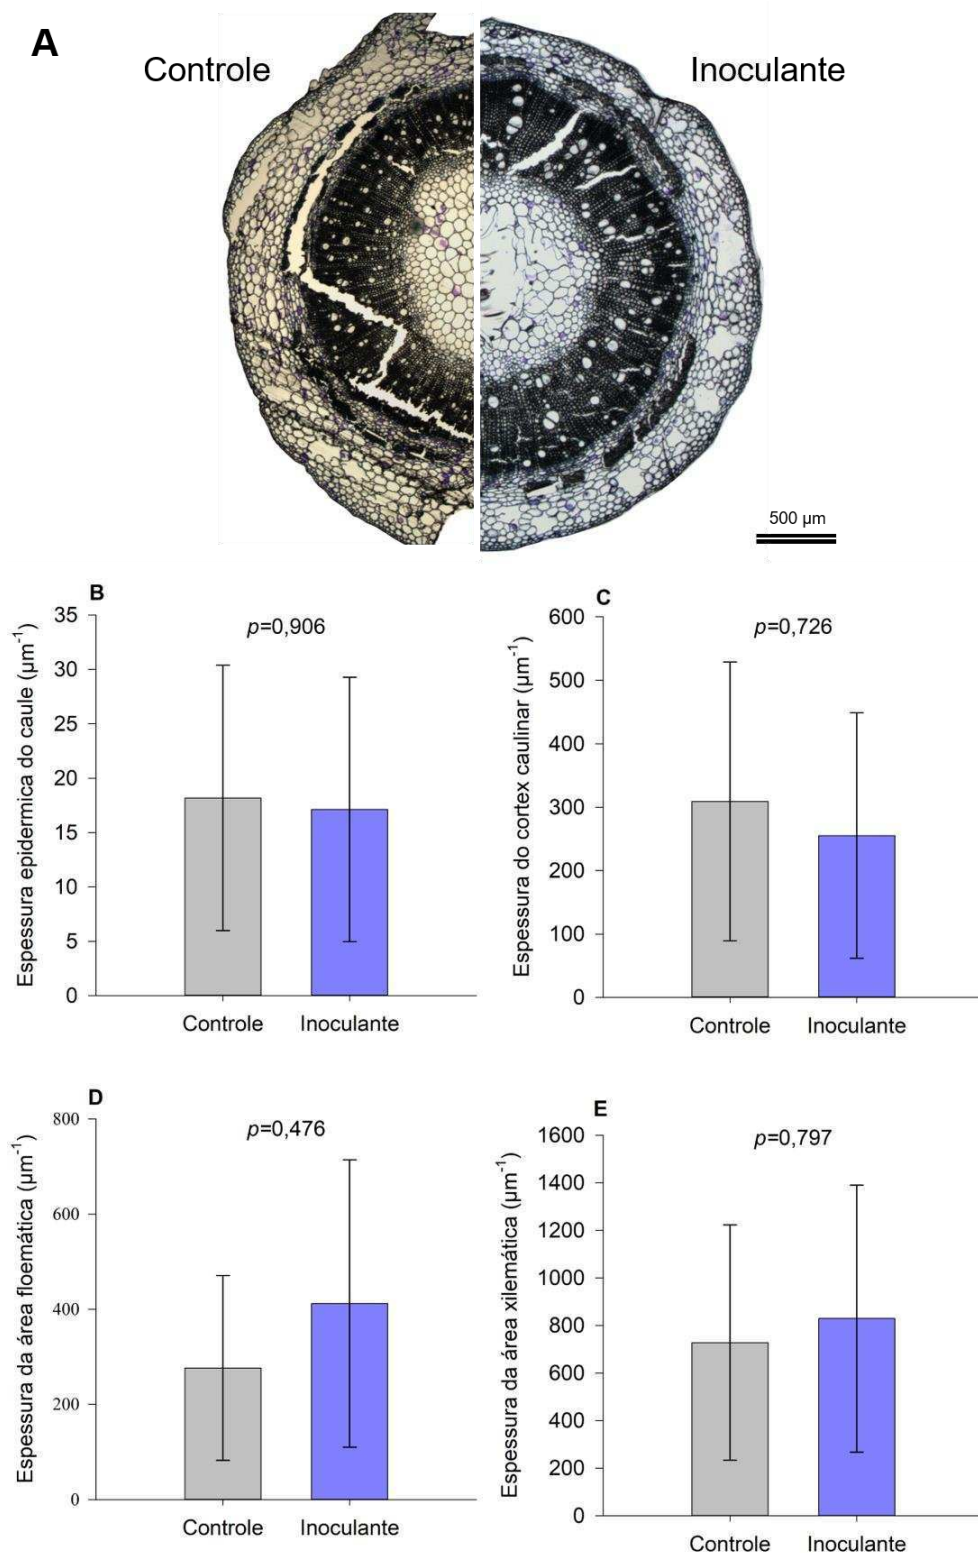 A
Controle
Inoculante
500 µm
B
p=0,906
Espessura epidermica do caule (µm⁻¹)
35
30
25
20
15
10
5
0
Controle
Inoculante
C
p=0,726
Espessura do cortex caulinar (µm⁻¹)
600
500
400
300
200
100
0
Controle
Inoculante
D
p=0,476
Espessura da área floemática (µm⁻¹)
800
600
400
200
0
Controle
Inoculante
E
p=0,797
Espessura da área xilemática (µm⁻¹)
1600
1400
1200
1000
800
600
400
200
0
Controle
Inoculante